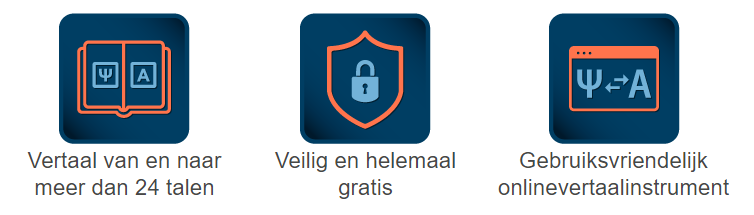 Ψ A
Vertaal van en naar
meer dan 24 talen
Veilig en helemaal
gratis
Ψ A
Gebruiksvriendelijk
onlinevertaalinstrument